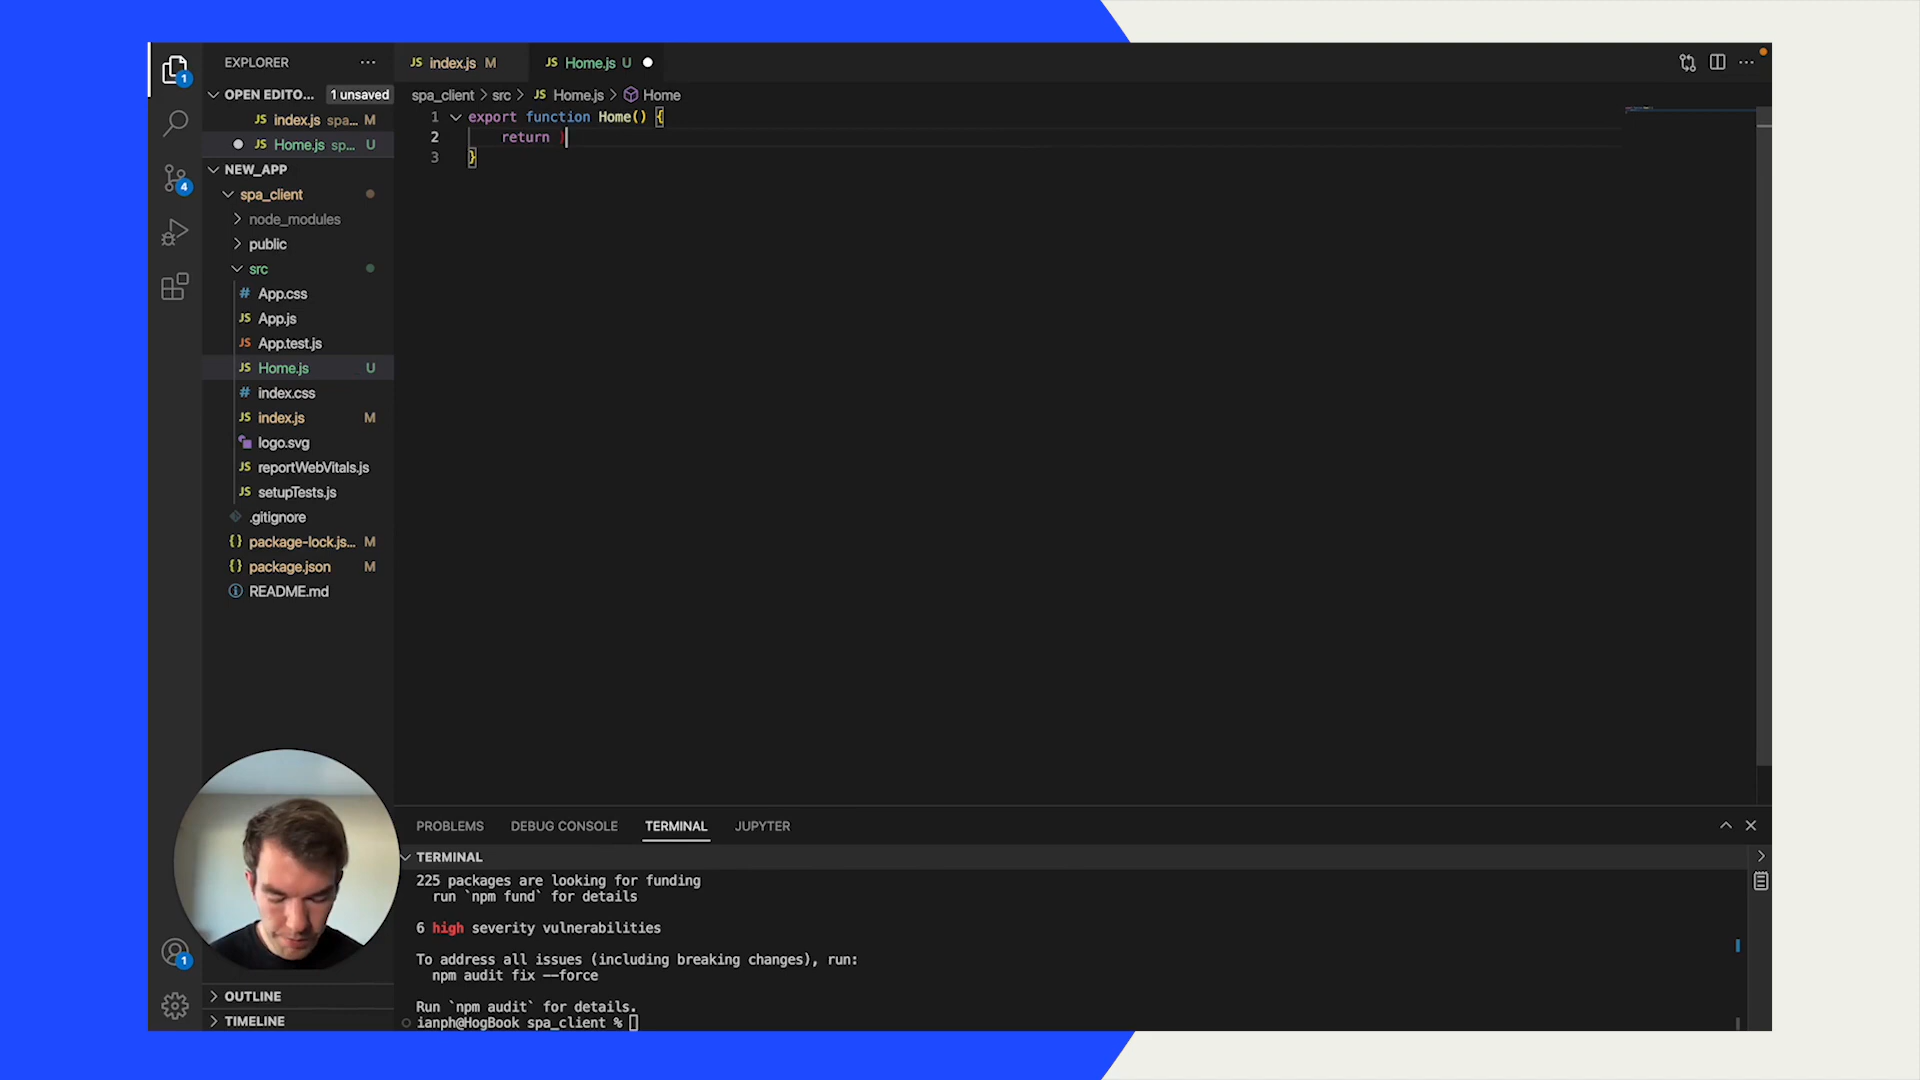 EXPLORER
OPEN EDITO... 1 unsaved
JS index.js spa... M
JS Home.js sp... U
NEW_APP
spa_client
node_modules
public
src
# App.css
JS App.js
JS App.test.js
JS Home.js U
# index.css
JS index.js M
logo.svg
JS reportWebVitals.js
JS setupTests.js
.gitignore
{} package-lock.js... M
{} package.json M
README.md
OUTLINE
TIMELINE
1
4
1
JS index.js M
JS Home.js U
spa_client > src > JS Home.js > Home
1 export function Home() {
2 return )
3 }
PROBLEMS DEBUG CONSOLE TERMINAL JUPYTER
TERMINAL
225 packages are looking for funding
run `npm fund` for details
6 high severity vulnerabilities
To address all issues (including breaking changes), run:
npm audit fix --force
Run `npm audit` for details.
ianph@HogBook spa_client %